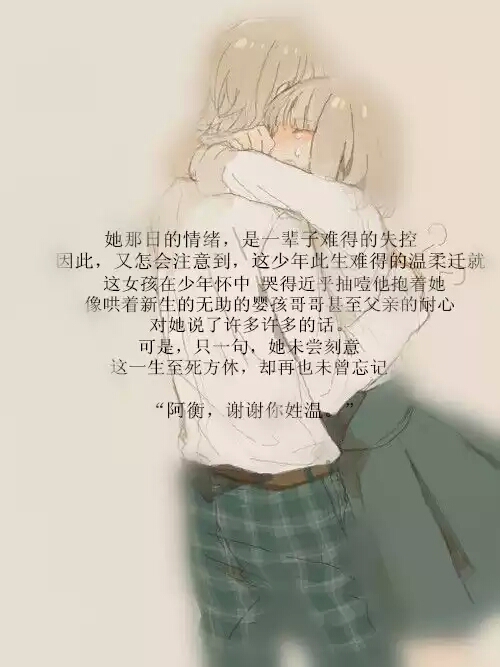 她那日的情绪，是一辈子难得的失控
因此，又怎会注意到，这少年此生难得的温柔迁就
这女孩在少年怀中 哭得近乎抽噎他抱着她
像哄着新生的无助的婴孩哥哥甚至父亲的耐心
对她说了许多许多的话。
可是，只一句，她未尝刻意
这一生至死方休，却再也未曾忘记
“阿衡，谢谢你姓温。”